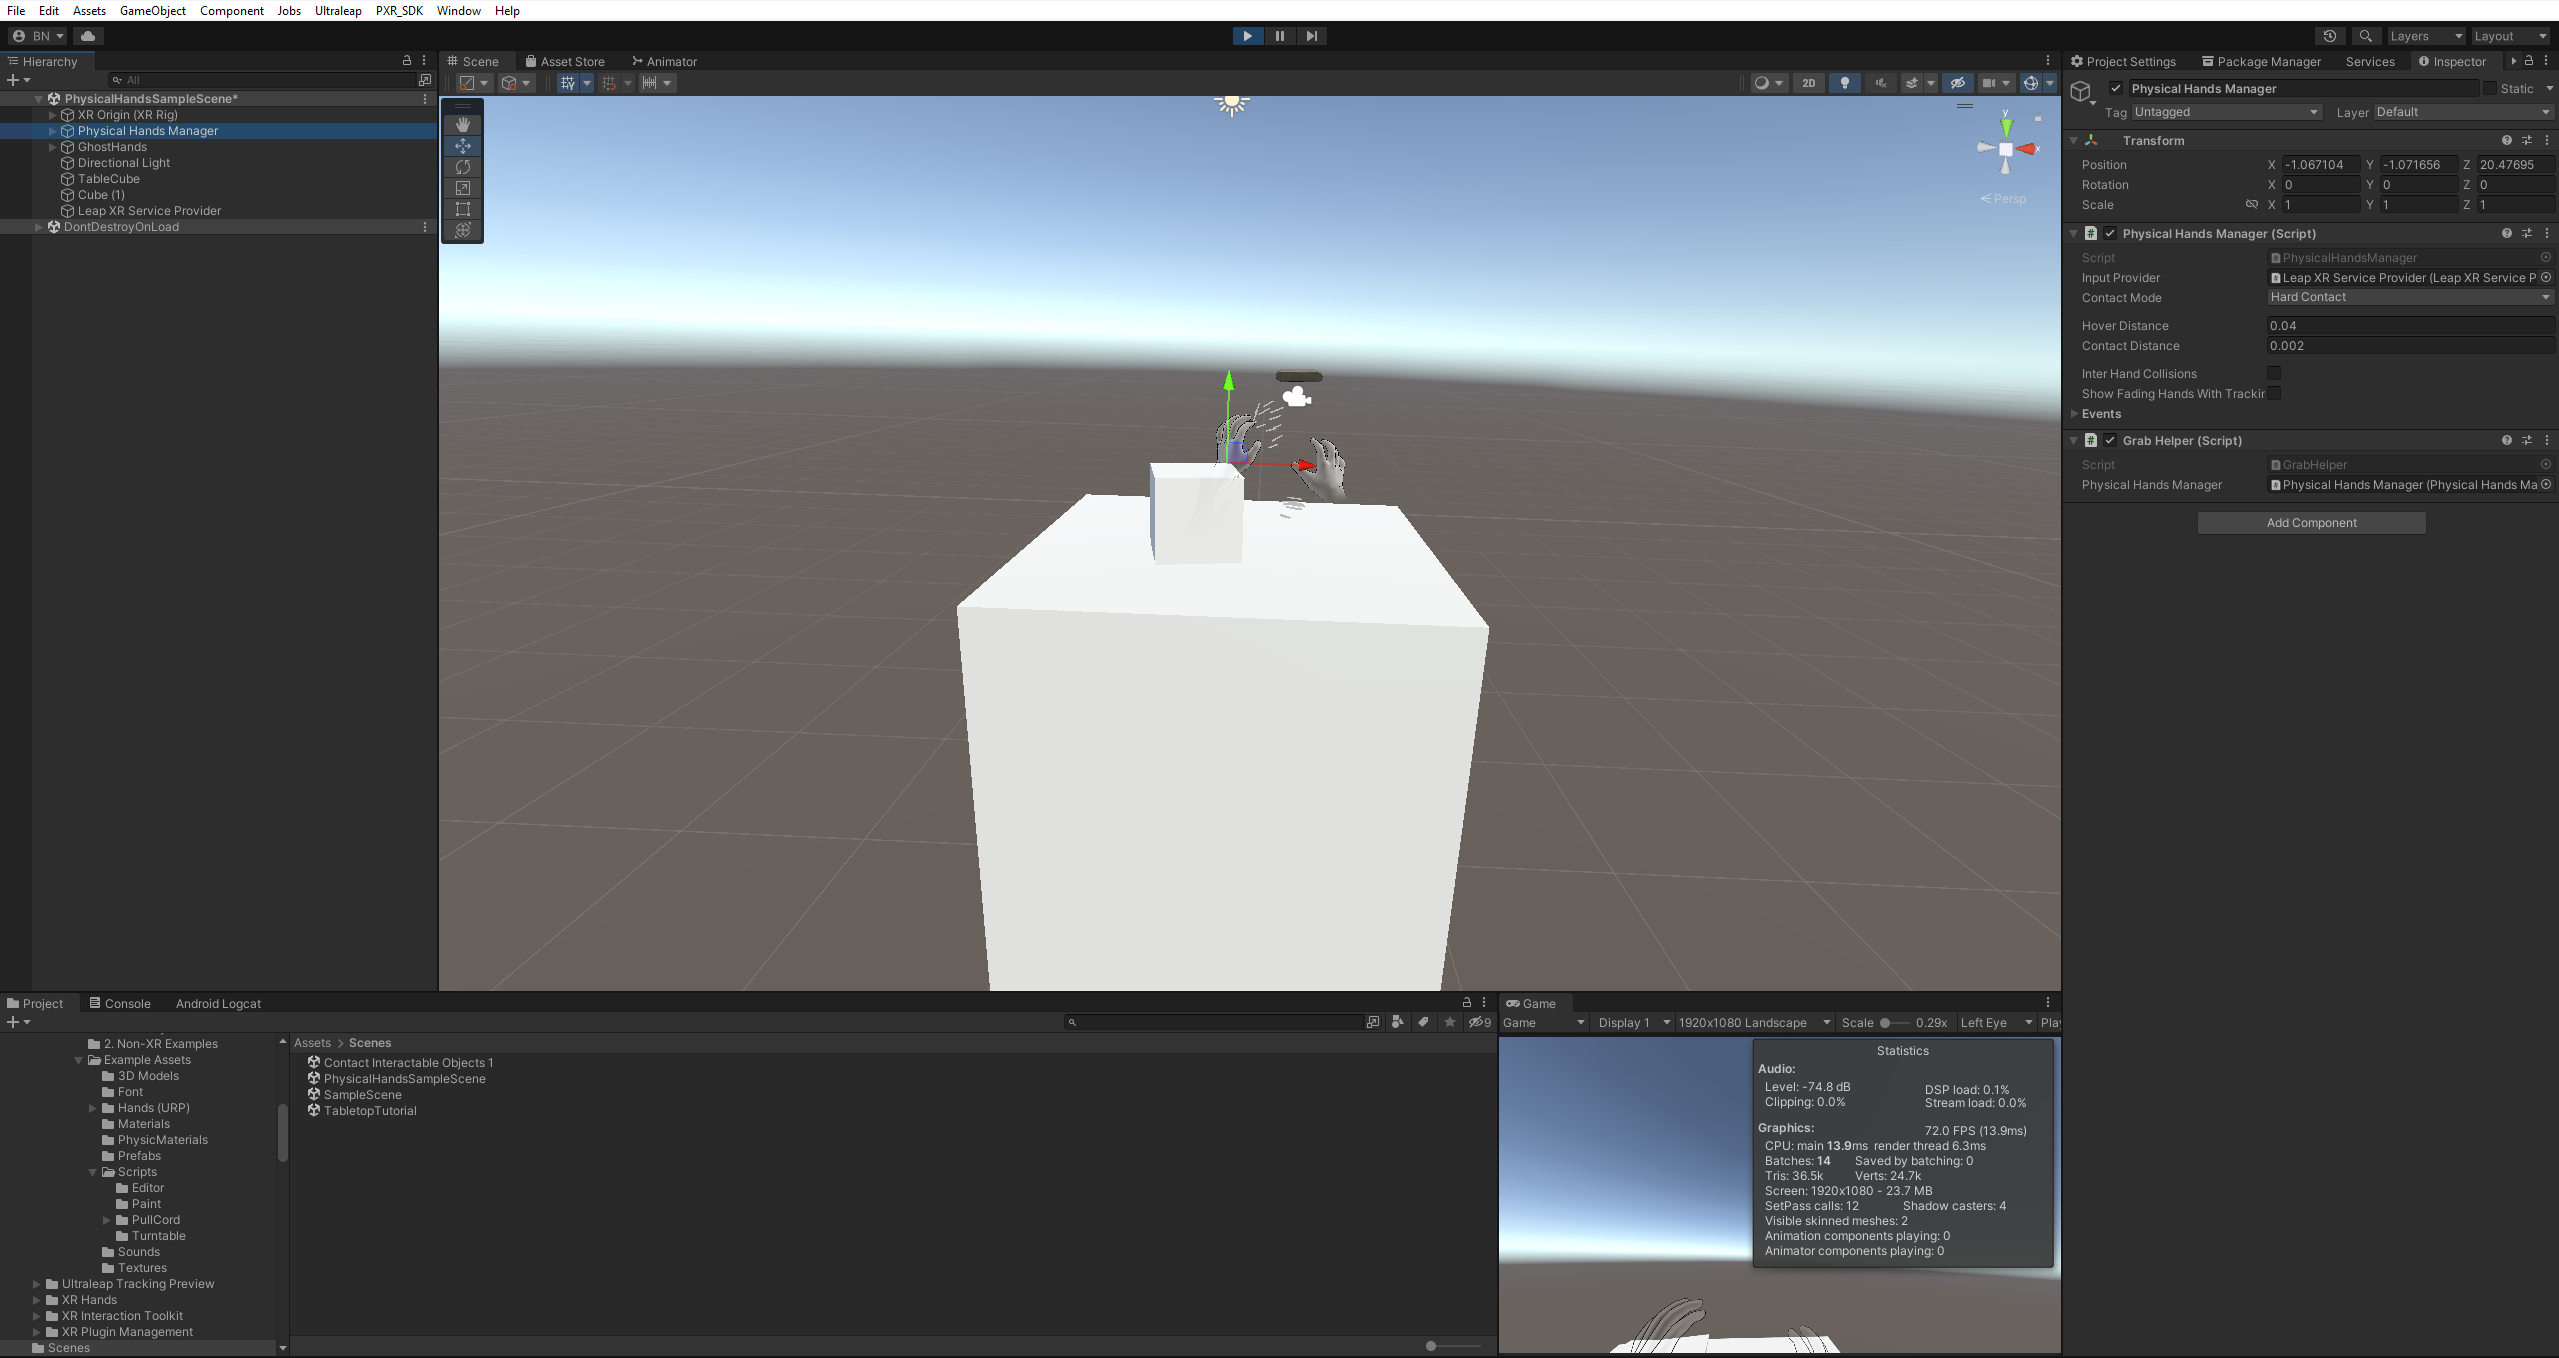 File Edit Assets GameObject Component Jobs Ultraleap PXR_SDK Window Help
BN
Layers Layout
Hierarchy
All
PhysicalHandsSampleScene*
XR Origin (XR Rig)
Physical Hands Manager
GhostHands
Directional Light
TableCube
Cube (1)
Leap XR Service Provider
DontDestroyOnLoad
Scene Asset Store Animator
2D
y
x
Persp
Project Settings Package Manager Services Inspector
Physical Hands Manager Static
Tag Untagged Layer Default
Transform
Position X -1.067104 Y -1.071656 Z 20.47695
Rotation X 0 Y 0 Z 0
Scale X 1 Y 1 Z 1
Physical Hands Manager (Script)
Script PhysicalHandsManager
Input Provider Leap XR Service Provider (Leap XR Service P
Contact Mode Hard Contact
Hover Distance 0.04
Contact Distance 0.002
Inter Hand Collisions
Show Fading Hands With Trackir
Events
Grab Helper (Script)
Script GrabHelper
Physical Hands Manager Physical Hands Manager (Physical Hands Ma
Add Component
Project Console Android Logcat
9
2. Non-XR Examples
Example Assets
3D Models
Font
Hands (URP)
Materials
PhysicMaterials
Prefabs
Scripts
Editor
Paint
PullCord
Turntable
Sounds
Textures
Ultraleap Tracking Preview
XR Hands
XR Interaction Toolkit
XR Plugin Management
Scenes
Assets > Scenes
Contact Interactable Objects 1
PhysicalHandsSampleScene
SampleScene
TabletopTutorial
Game
Game Display 1 1920x1080 Landscape Scale 0.29x Left Eye Play
Statistics
Audio:
Level: -74.8 dB DSP load: 0.1%
Clipping: 0.0% Stream load: 0.0%
Graphics: 72.0 FPS (13.9ms)
CPU: main 13.9ms render thread 6.3ms
Batches: 14 Saved by batching: 0
Tris: 36.5k Verts: 24.7k
Screen: 1920x1080 - 23.7 MB
SetPass calls: 12 Shadow casters: 4
Visible skinned meshes: 2
Animation components playing: 0
Animator components playing: 0